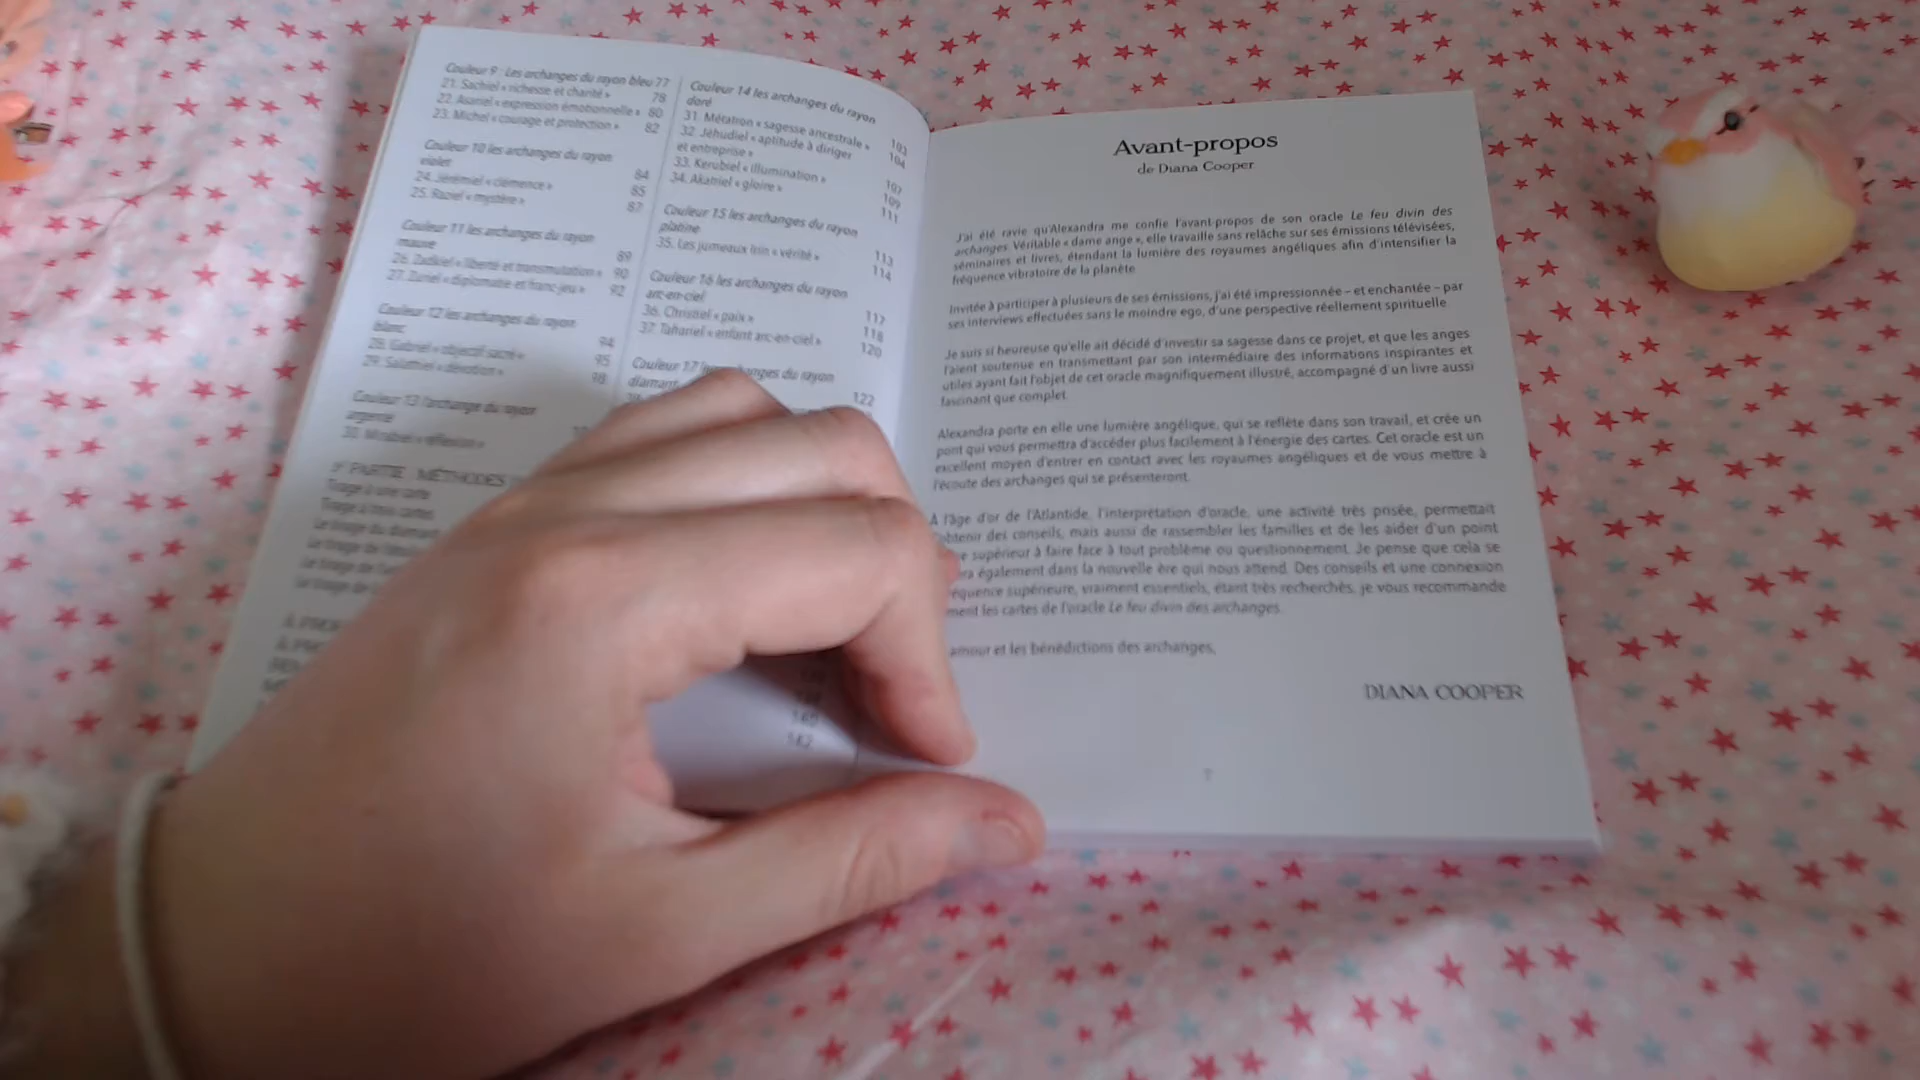 Couleur 9 : Les archanges du rayon bleu 77
21. Sachiel « richesse et charité » 78
22. Asariel « expression émotionnelle » 80
23. Michel « courage et protection » 82
Couleur 10 les archanges du rayon
violet 84
24. Jérémiel « clémence » 85
25. Raziel « mystère » 87
Couleur 11 les archanges du rayon
mauve 89
26. Zadkiel « liberté et transmutation » 90
27. Zuriel « diplomatie et franc-jeu » 92
Couleur 12 les archanges du rayon
blanc 94
28. Gabriel « objectif sacré » 95
29. Salathiel « dévotion » 98
Couleur 13 l'archange du rayon
argenté
30. Mirabiel « réflexion »
PARTIE MÉTHODES
Tirage à une carte
Tirage à trois cartes
Le tirage du diamant
Le tirage de
Le tirage de
Le tirage de
Couleur 14 les archanges du rayon
doré 103
31. Métatron « sagesse ancestrale » 104
32. Jéhudiel « aptitude à diriger
et entreprise » 107
33. Kerubiel « illumination » 109
34. Akatriel « gloire » 111
Couleur 15 les archanges du rayon
platine 113
35. Les jumeaux Irin « vérité » 114
Couleur 16 les archanges du rayon
arc-en-ciel 117
36. Christiel « paix » 118
37. Tahariel « enfant arc-en-ciel » 120
Couleur 17 archanges du rayon
diamant 122
142
Avant-propos
de Diana Cooper
J'ai été ravie qu'Alexandra me confie l'avant-propos de son oracle Le feu divin des
archanges. Véritable « dame ange », elle travaille sans relâche sur ses émissions télévisées,
séminaires et livres, étendant la lumière des royaumes angéliques afin d'intensifier la
fréquence vibratoire de la planète
Invitée à participer à plusieurs de ses émissions, j'ai été impressionnée – et enchantée – par
ses interviews effectuées sans le moindre ego, d'une perspective réellement spirituelle
Je suis si heureuse qu'elle ait décidé d'investir sa sagesse dans ce projet, et que les anges
l'aient soutenue en transmettant par son intermédiaire des informations inspirantes et
utiles ayant fait l'objet de cet oracle magnifiquement illustré, accompagné d'un livre aussi
fascinant que complet.
Alexandra porte en elle une lumière angélique, qui se reflète dans son travail, et crée un
pont qui vous permettra d'accéder plus facilement à l'énergie des cartes. Cet oracle est un
excellent moyen d'entrer en contact avec les royaumes angéliques et de vous mettre à
l'écoute des archanges qui se présenteront.
À l'âge d'or de l'Atlantide, l'interprétation d'oracle, une activité très prisée, permettait
obtenir des conseils, mais aussi de rassembler les familles et de les aider d'un point
supérieur à faire face à tout problème ou questionnement. Je pense que cela se
également dans la nouvelle ère qui nous attend. Des conseils et une connexion
supérieure, vraiment essentiels, étant très recherchés, je vous recommande
les cartes de l'oracle Le feu divin des archanges.
amour et les bénédictions des archanges,
DIANA COOPER
7